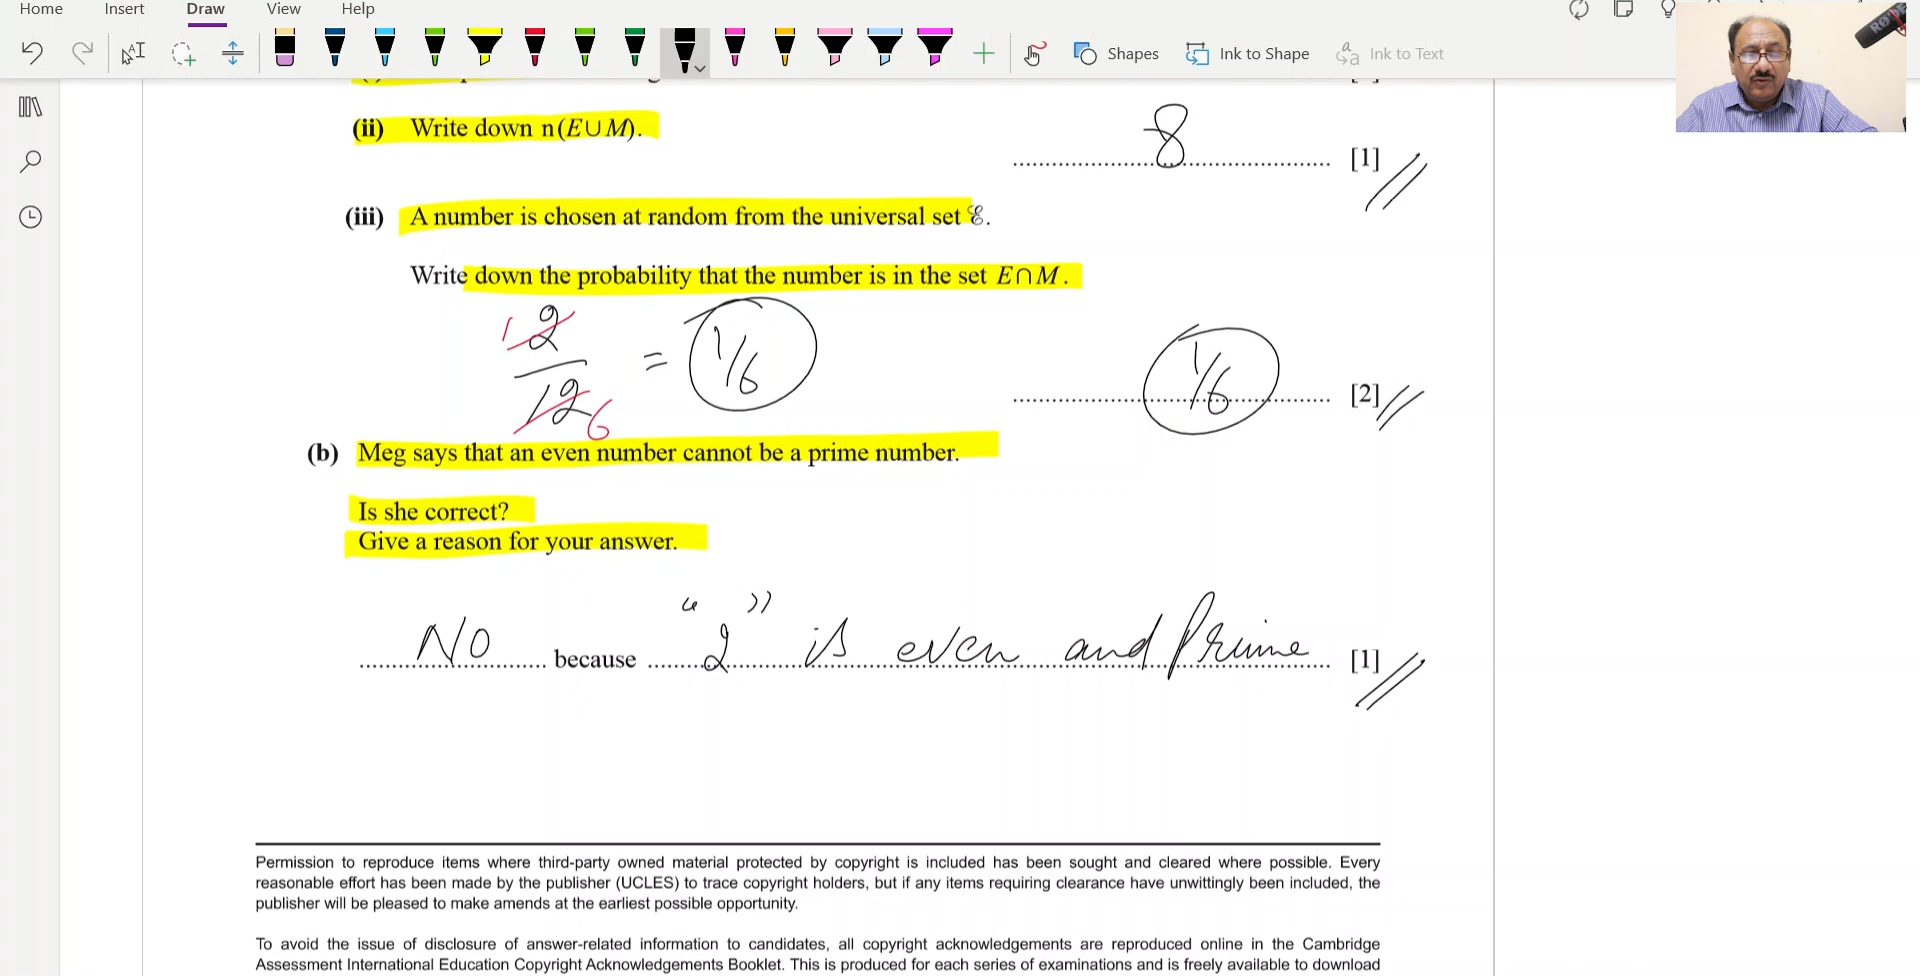 Home Insert Draw View Help
Shapes Ink to Shape Ink to Text
(ii) Write down n(E∪M).
8
[1]
(iii) A number is chosen at random from the universal set ℰ.
Write down the probability that the number is in the set E∩M.
2/12 = 1/6
1 6
1/6
[2]
(b) Meg says that an even number cannot be a prime number.
Is she correct?
Give a reason for your answer.
No because "2" is even and Prime [1]
Permission to reproduce items where third-party owned material protected by copyright is included has been sought and cleared where possible. Every
reasonable effort has been made by the publisher (UCLES) to trace copyright holders, but if any items requiring clearance have unwittingly been included, the
publisher will be pleased to make amends at the earliest possible opportunity.
To avoid the issue of disclosure of answer-related information to candidates, all copyright acknowledgements are reproduced online in the Cambridge
Assessment International Education Copyright Acknowledgements Booklet. This is produced for each series of examinations and is freely available to download